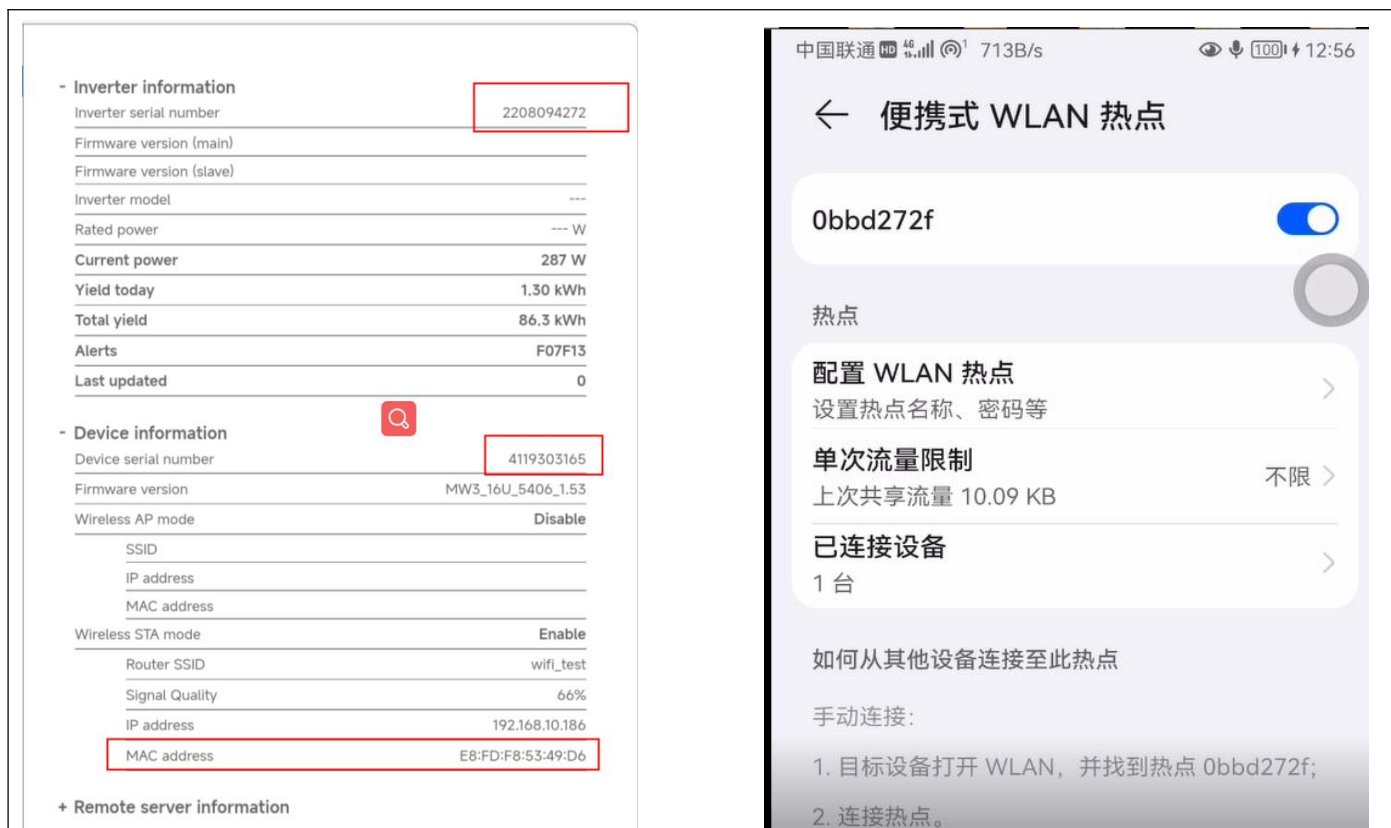 - Inverter information
Inverter serial number 2208094272
Firmware version (main)
Firmware version (slave)
Inverter model ---
Rated power --- W
Current power 287 W
Yield today 1.30 kWh
Total yield 86.3 kWh
Alerts F07F13
Last updated 0
- Device information
Device serial number 4119303165
Firmware version MW3_16U_5406_1.53
Wireless AP mode Disable
SSID
IP address
MAC address
Wireless STA mode Enable
Router SSID wifi_test
Signal Quality 66%
IP address 192.168.10.186
MAC address E8:FD:F8:53:49:D6
+ Remote server information
中国联通 HD 4G 1 713B/s 100 12:56
← 便携式 WLAN 热点
0bbd272f
热点
配置 WLAN 热点
设置热点名称、密码等
单次流量限制
不限
上次共享流量 10.09 KB
已连接设备
1 台
如何从其他设备连接至此热点
手动连接:
1. 目标设备打开 WLAN，并找到热点 0bbd272f;
2. 连接热点。